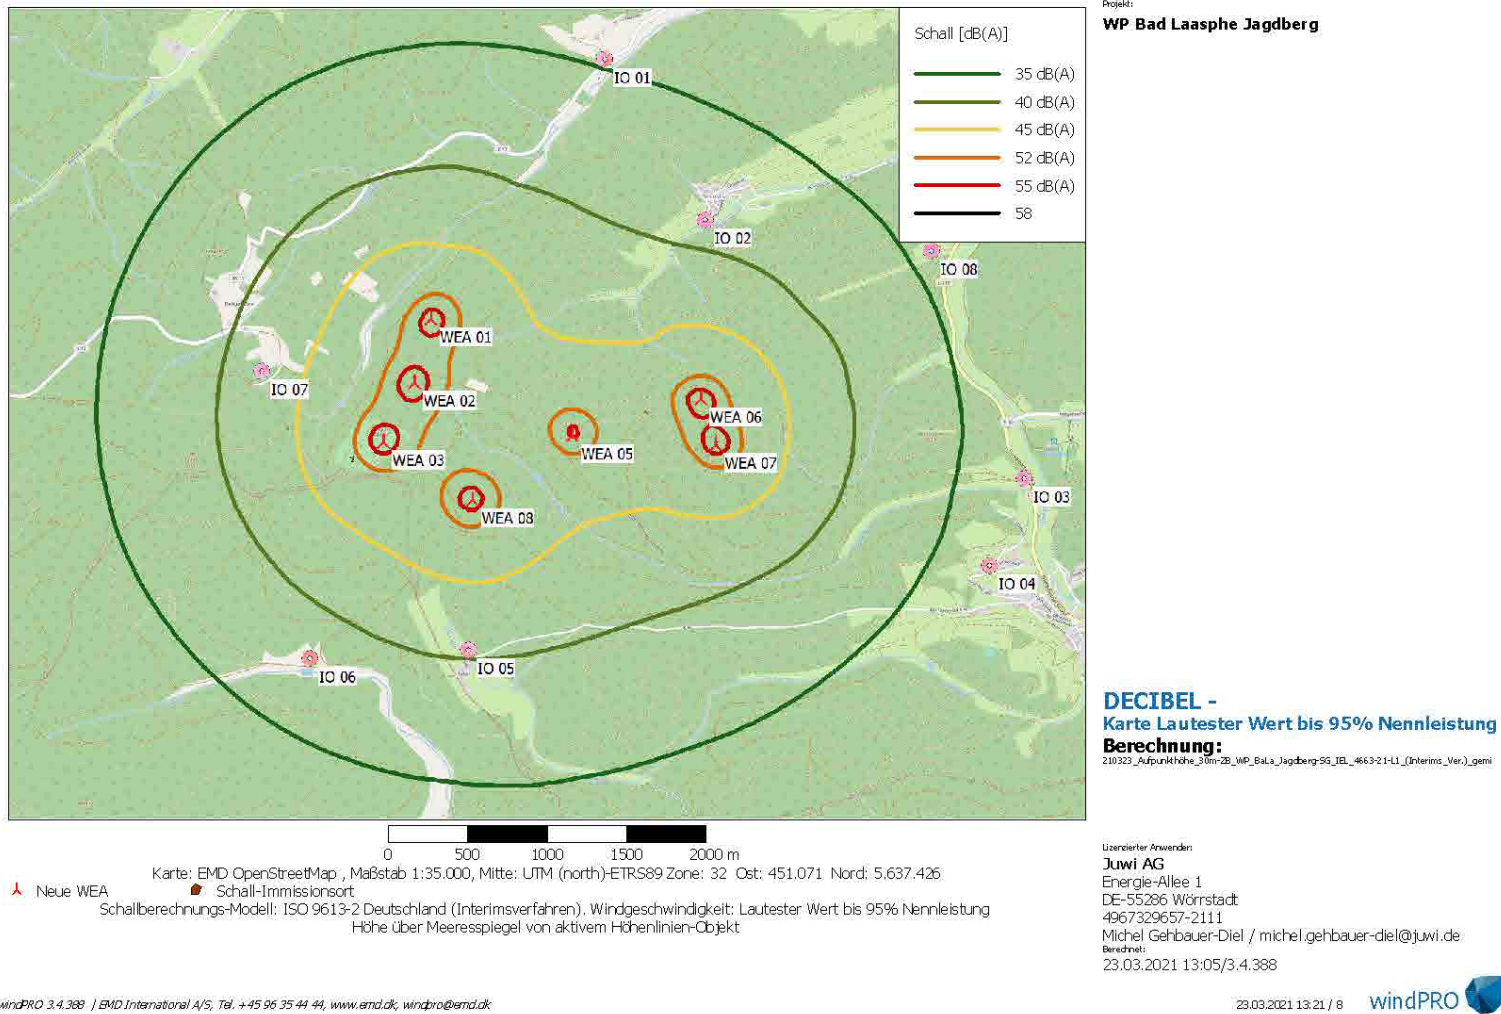 Projekt:
WP Bad Laasphe Jagdberg
Schall [dB(A)]
35 dB(A)
40 dB(A)
45 dB(A)
52 dB(A)
55 dB(A)
58
IO 01
IO 02
IO 08
WEA 01
IO 07
WEA 02
WEA 06
WEA 03
WEA 05
WEA 07
WEA 08
IO 03
IO 04
IO 05
IO 06
DECIBEL -
Karte Lautester Wert bis 95% Nennleistung
Berechnung:
210323_Aufpunkthöhe_30m-ZB_WP_BaLa_Jagdberg-SG_IEL_4663-21-L1_(Interims_Ver.)_gemi
0 500 1000 1500 2000 m
Karte: EMD OpenStreetMap , Maßstab 1:35.000, Mitte: UTM (north)-ETRS89 Zone: 32 Ost: 451.071 Nord: 5.637.426
Neue WEA
Schall-Immissionsort
Schallberechnungs-Modell: ISO 9613-2 Deutschland (Interimsverfahren). Windgeschwindigkeit: Lautester Wert bis 95% Nennleistung
Höhe über Meeresspiegel von aktivem Höhenlinien-Objekt
Lizenzierter Anwender:
Juwi AG
Energie-Allee 1
DE-55286 Wörrstadt
4967329657-2111
Michel Gehbauer-Diel / michel.gehbauer-diel@juwi.de
Berechnet:
23.03.2021 13:05/3.4.388
windPRO 3.4.388 | EMD International A/S, Tel. +45 96 35 44 44, www.emd.dk, windpro@emd.dk
23.03.2021 13:21 / 8
windPRO